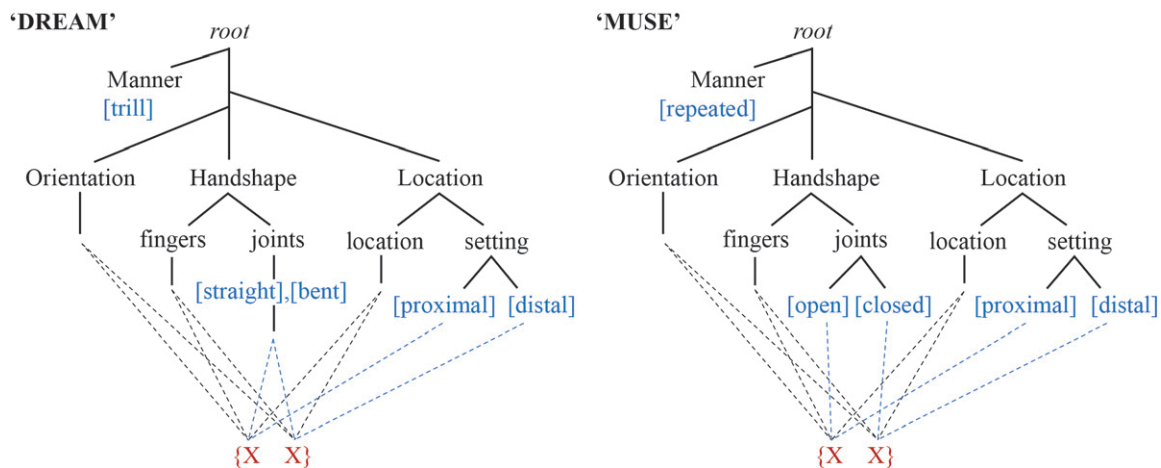 ‘DREAM’
root
Manner
[trill]
Orientation Handshape Location
fingers joints location setting
[straight],[bent]
[proximal] [distal]
{X X}
‘MUSE’
root
Manner
[repeated]
Orientation Handshape Location
fingers joints location setting
[open] [closed] [proximal] [distal]
{X X}